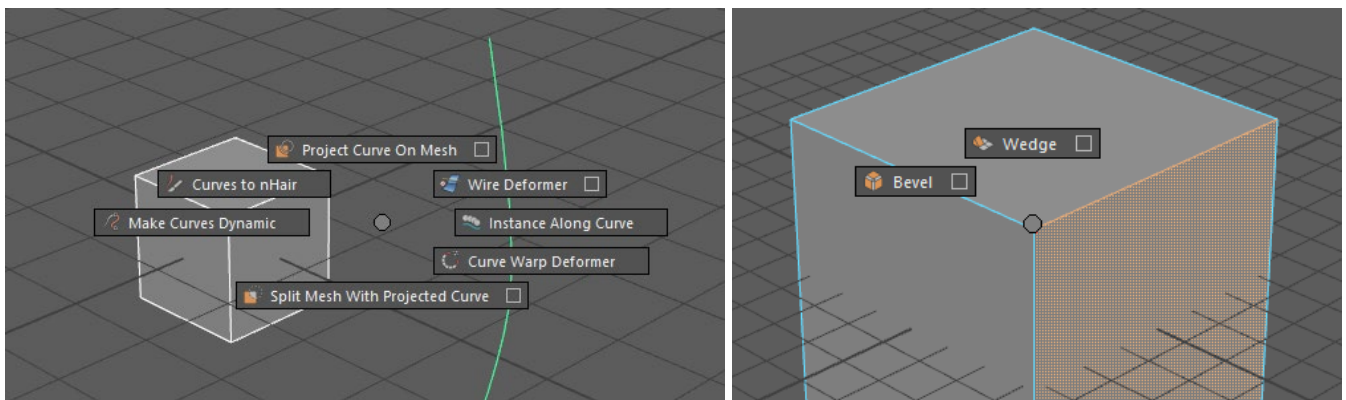 Project Curve On Mesh
Curves to nHair
Wire Deformer
Make Curves Dynamic
Instance Along Curve
Curve Warp Deformer
Split Mesh With Projected Curve
Wedge
Bevel